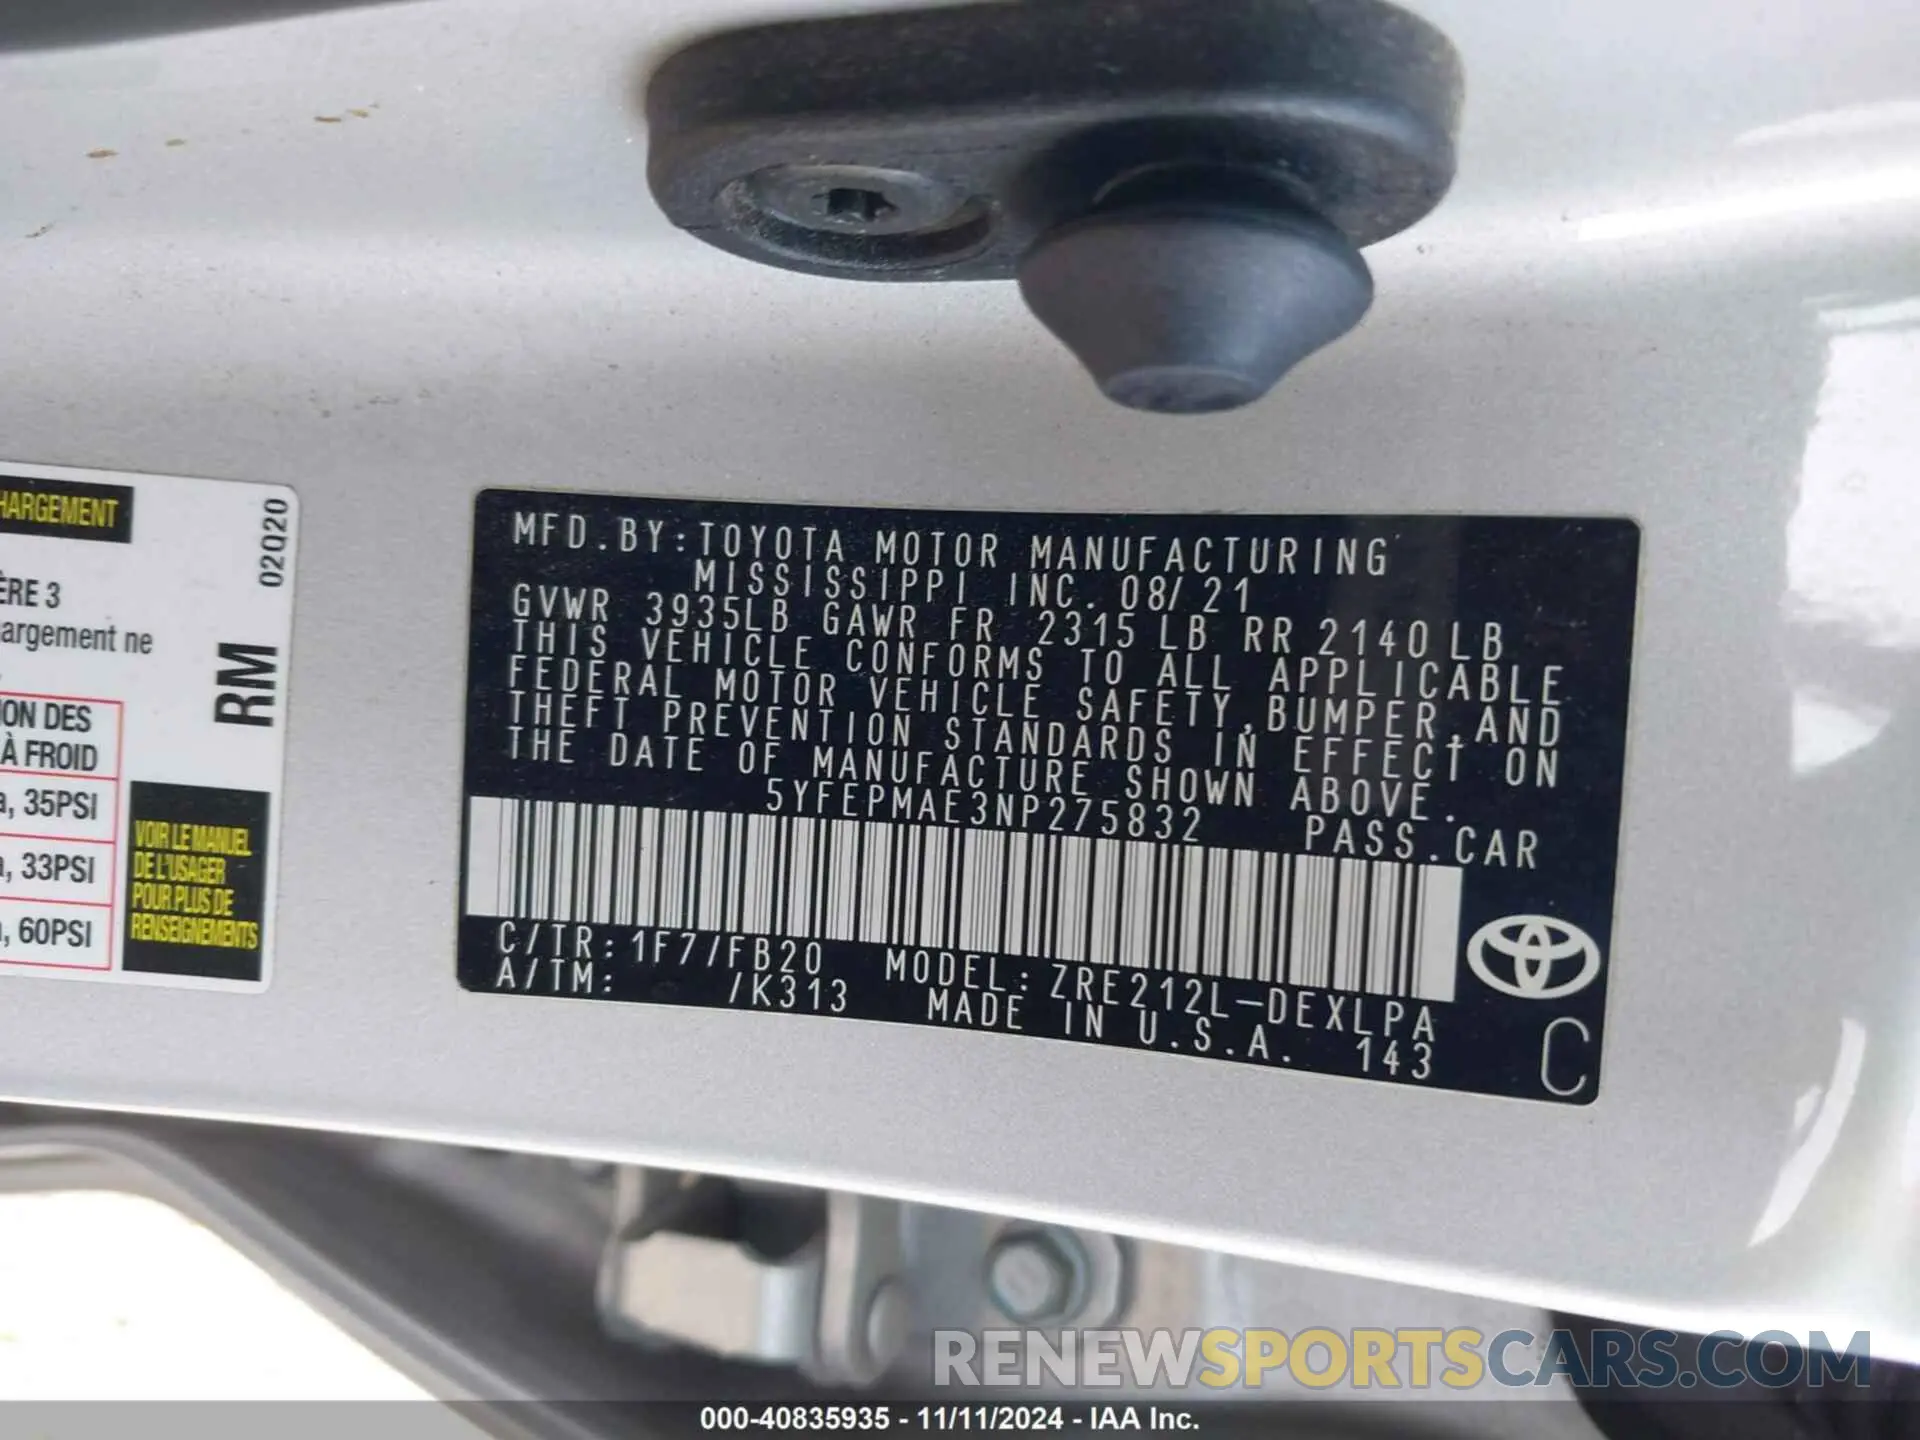 HARGEMENT
02Q20
ÈRE 3
argement ne
RM
ION DES
À FROID
a, 35PSI
, 33PSI
, 60PSI
VOIR LE MANUEL
DE L'USAGER
POUR PLUS DE
RENSEIGNEMENTS
MFD.BY:TOYOTA MOTOR MANUFACTURING
MISSISSIPPI INC. 08/21
GVWR 3935LB GAWR FR 2315LB RR 2140LB
THIS VEHICLE CONFORMS TO ALL APPLICABLE
FEDERAL MOTOR VEHICLE SAFETY,BUMPER,AND
THEFT PREVENTION STANDARDS IN EFFECT ON
THE DATE OF MANUFACTURE SHOWN ABOVE.
5YFEPMAE3NP275832 PASS.CAR
C/TR:1F7/FB20 MODEL:ZRE212L-DEXLPA
A/TM: /K313 MADE IN U.S.A. 143
C
RENEWSPORTSCARS.COM
000-40835935 - 11/11/2024 - IAA Inc.